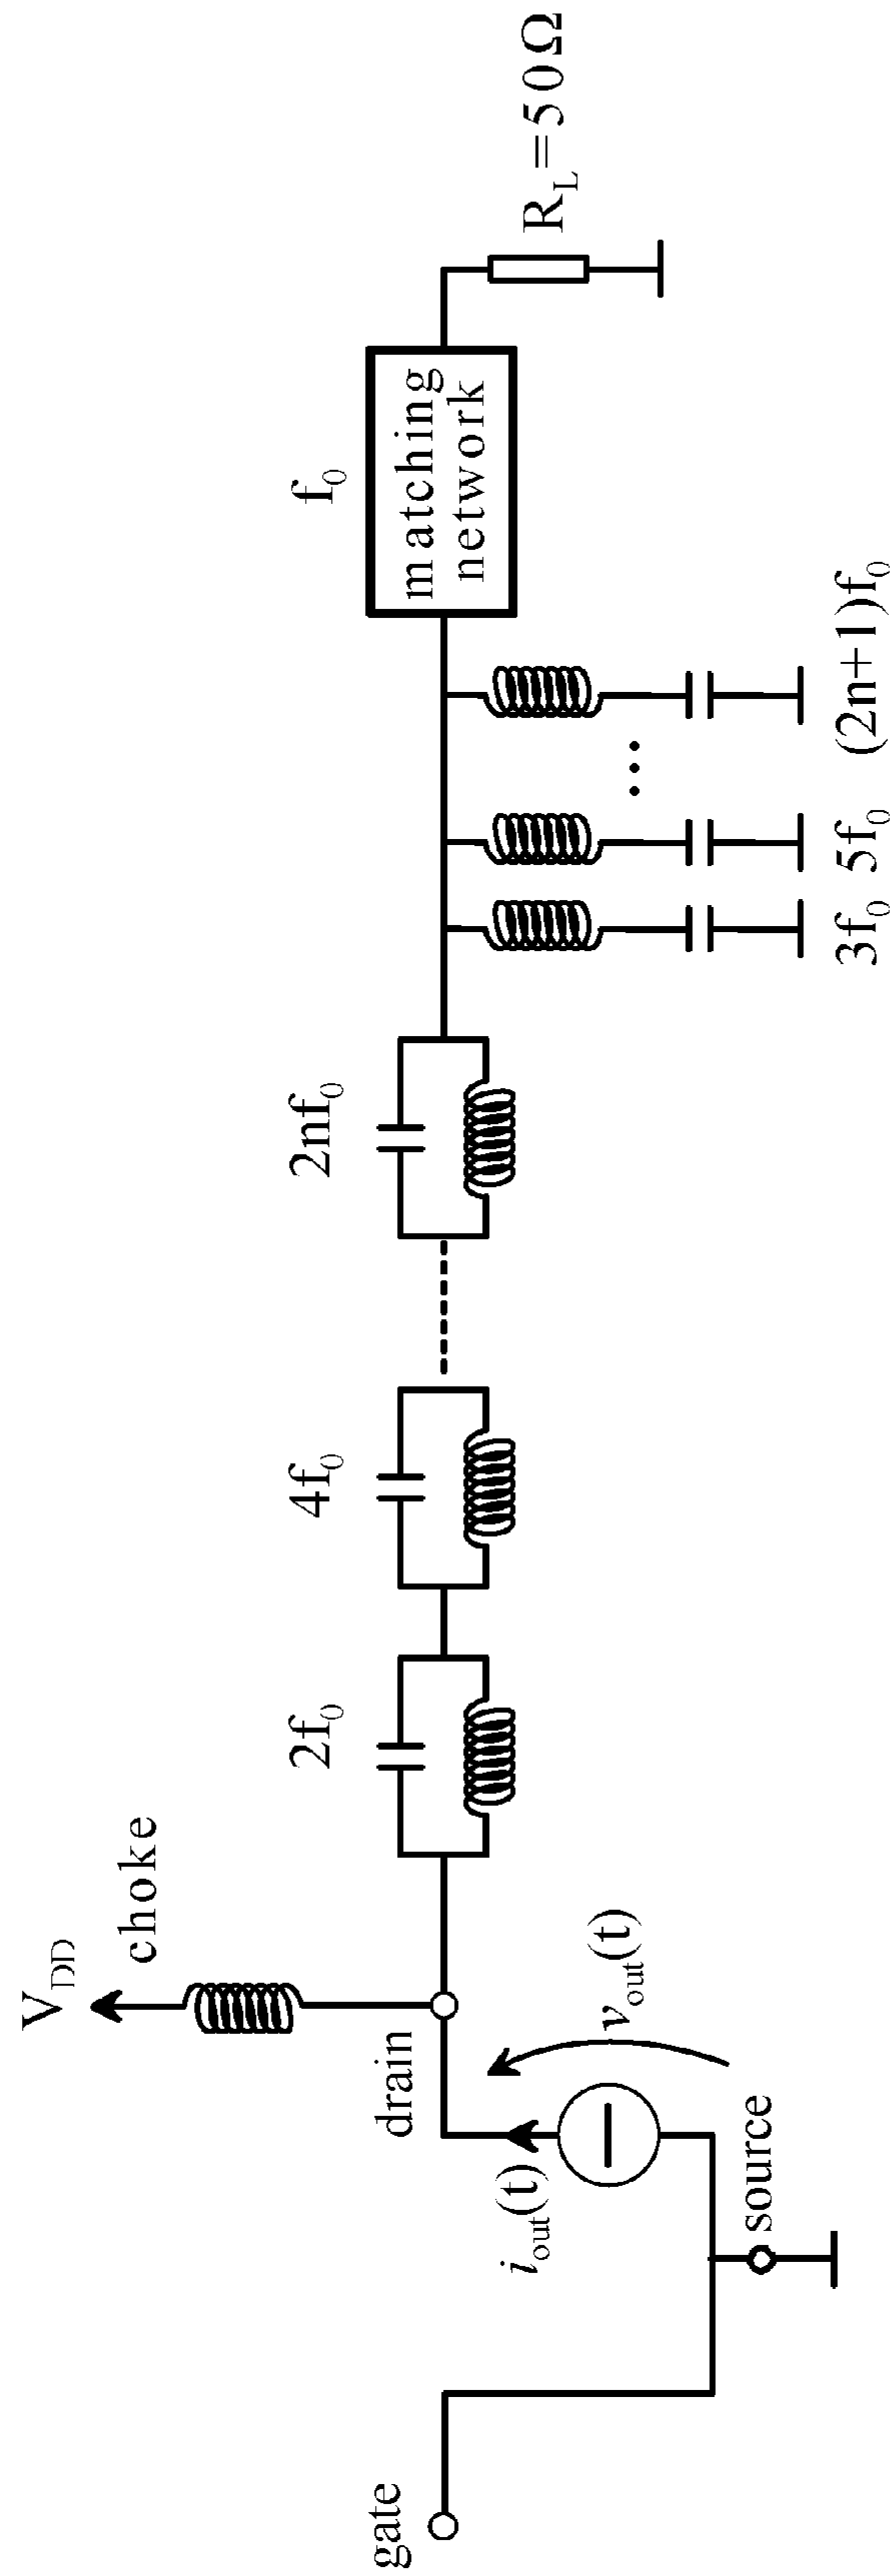 gate
source
i_out(t)
v_out(t)
drain
V_DD
choke
2f_0
4f_0
2nf_0
3f_0
5f_0
(2n+1)f_0
...
f_0
matching
network
R_L=50Ω